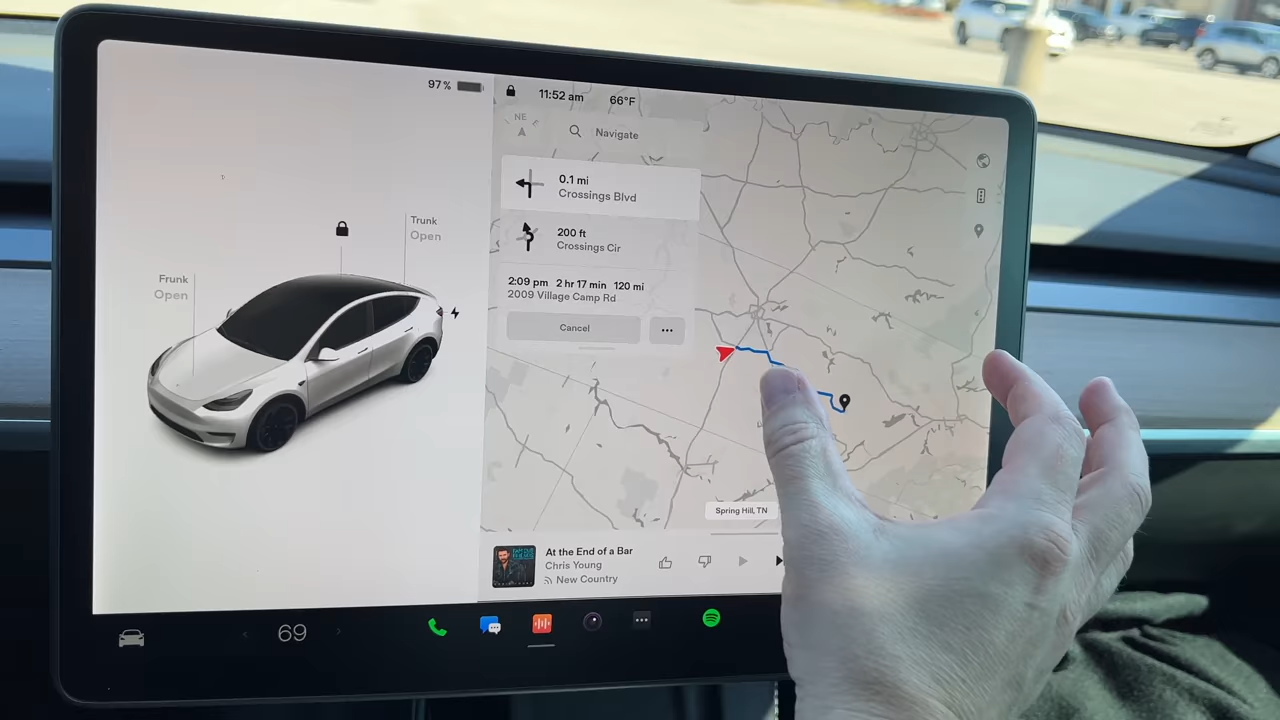 97%
Trunk
Open
Frunk
Open
11:52 am 66°F
NE
Navigate
0.1 mi
Crossings Blvd
200 ft
Crossings Cir
2:09 pm 2 hr 17 min 120 mi
2009 Village Camp Rd
Cancel
Spring Hill, TN
At the End of a Bar
Chris Young
New Country
69